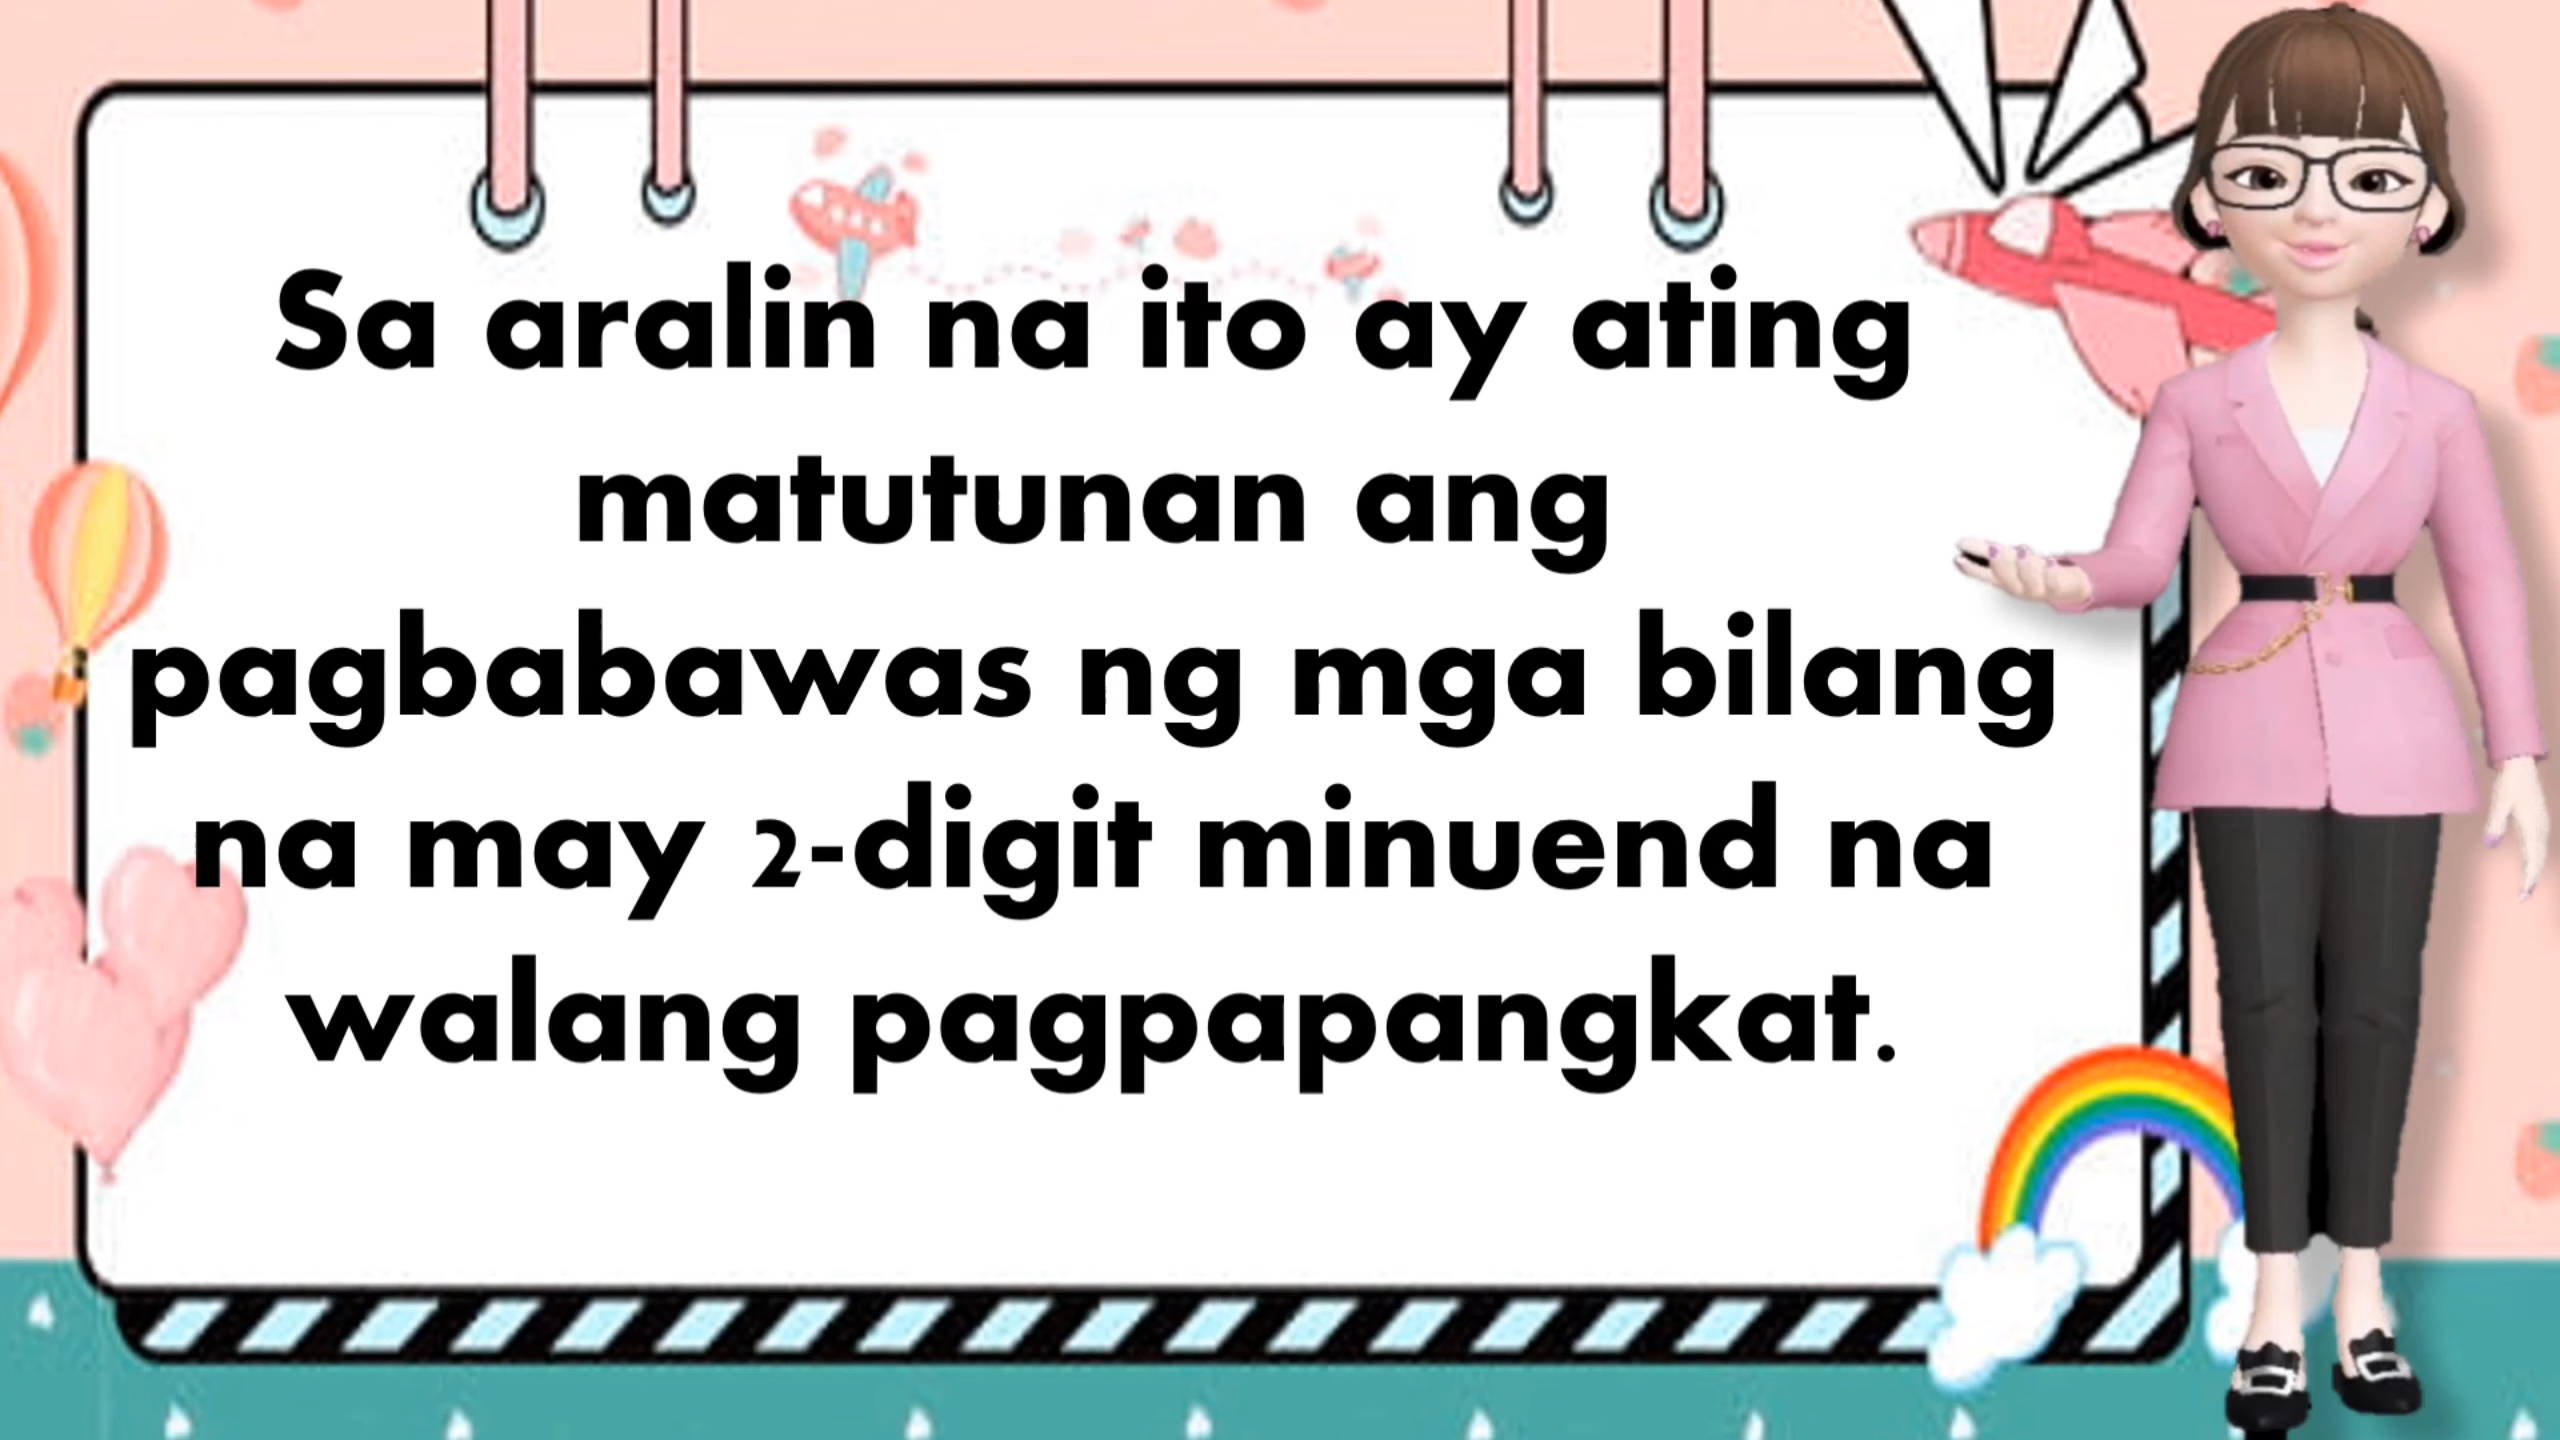 Sa aralin na ito ay ating
matutunan ang
pagbabawas ng mga bilang
na may 2-digit minuend na
walang pagpapangkat.